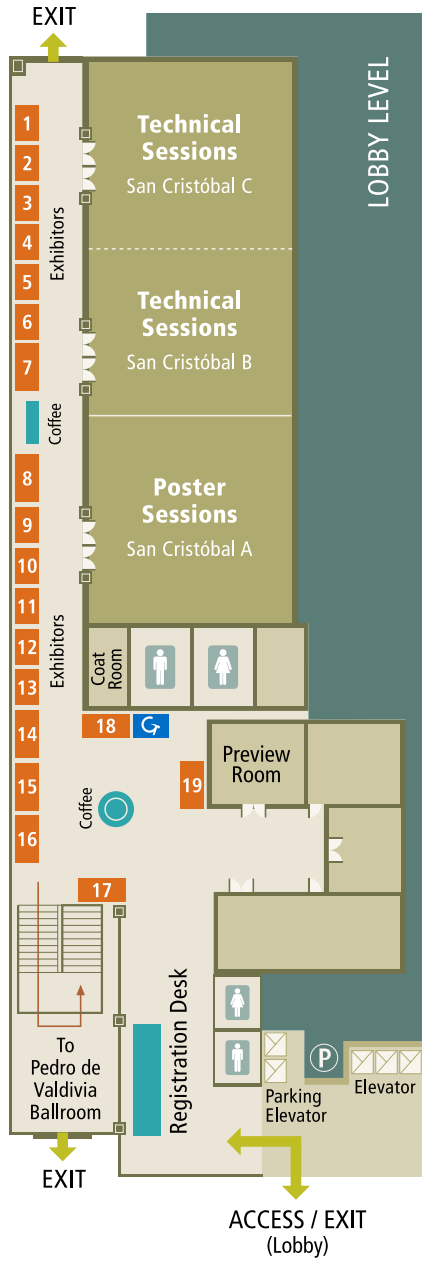 EXIT
LOBBY LEVEL
1
2
3
4
5
6
7
Exhibitors
Technical
Sessions
San Cristóbal C
Technical
Sessions
San Cristóbal B
Coffee
8
9
10
11
12
13
14
15
16
Exhibitors
Poster
Sessions
San Cristóbal A
Coat
Room
18
G
19
Preview
Room
Coffee
17
Registration Desk
To
Pedro de
Valdivia
Ballroom
P
Parking
Elevator
Elevator
EXIT
ACCESS / EXIT
(Lobby)